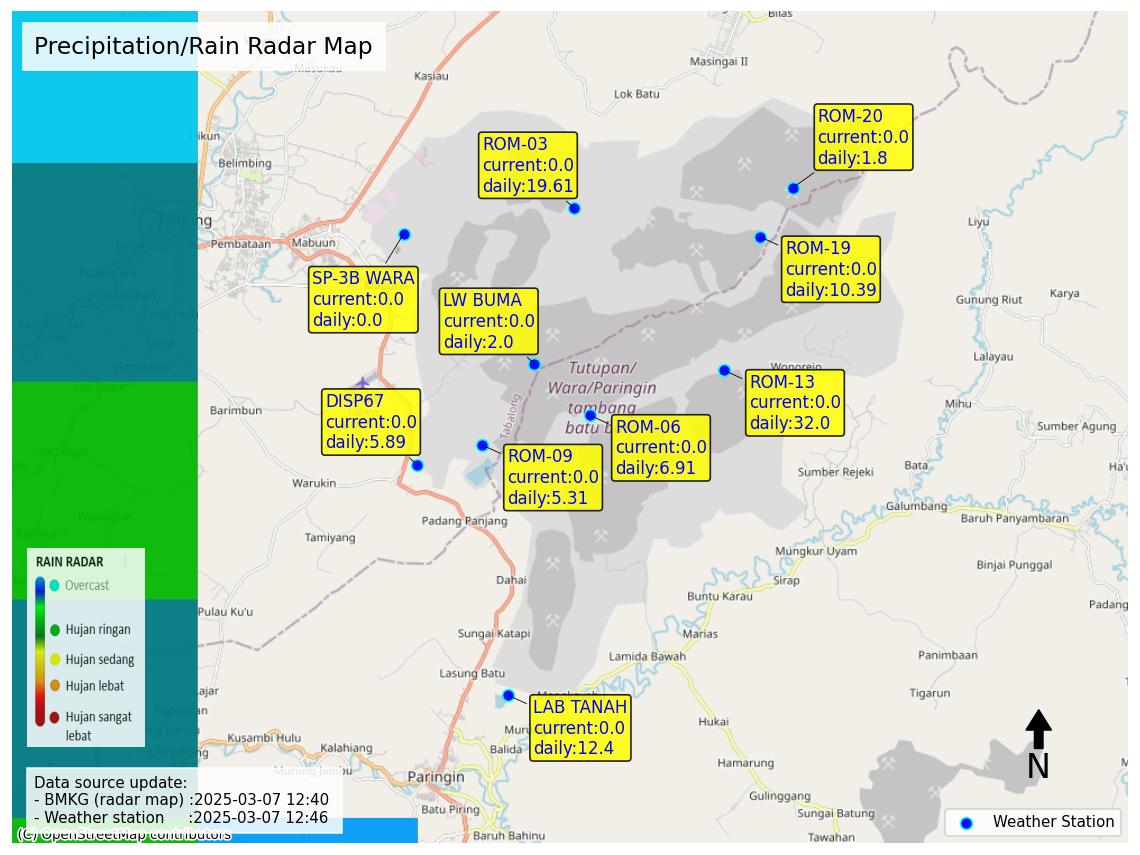 Precipitation/Rain Radar Map
Bilas
Masingai II
Kasiau
Lok Batu
Hikun
Belimbing
Tanjung
Pembataan
Mabuun
Jangkung
ROM-20
current:0.0
daily:1.8
ROM-03
current:0.0
daily:19.61
Liyu
ROM-19
current:0.0
daily:10.39
SP-3B WARA
current:0.0
daily:0.0
LW BUMA
current:0.0
daily:2.0
Gunung Riut
Karya
Lalayau
Wonorejo
Tutupan/
Wara/Paringin
tambang
batu b
Tabalong
ROM-13
current:0.0
daily:32.0
DISP67
current:0.0
daily:5.89
ROM-06
current:0.0
daily:6.91
ROM-09
current:0.0
daily:5.31
Mangkusip
Luk Bayur
Barimbun
Mihu
Sumber Agung
Padangin
Warukin
Sumber Rejeki
Bata
Ha'u
Galumbang
Baruh Panyambaran
Walangkir
Padangin
Padang Panjang
Tamiyang
Mungkur Uyam
Binjai Punggal
Dahai
Sirap
Buntu Karau
Padang
Pulau Ku'u
Sungai Katapi
Marias
Lamida Bawah
Panimbaan
Lasung Batu
Tigarun
RAIN RADAR
Overcast
Hujan ringan
Hujan sedang
Hujan lebat
Hujan sangat
lebat
LAB TANAH
current:0.0
daily:12.4
Hukai
Kusambi Hulu
Kalahiang
Balida
Hamarung
Murung Jambu
Paringin
Gulinggang
Batu Piring
Sungai Batung
Baruh Bahinu
Tawahan
N
Data source update:
- BMKG (radar map) :2025-03-07 12:40
- Weather station :2025-03-07 12:46
(C) OpenStreetMap contributors
Weather Station